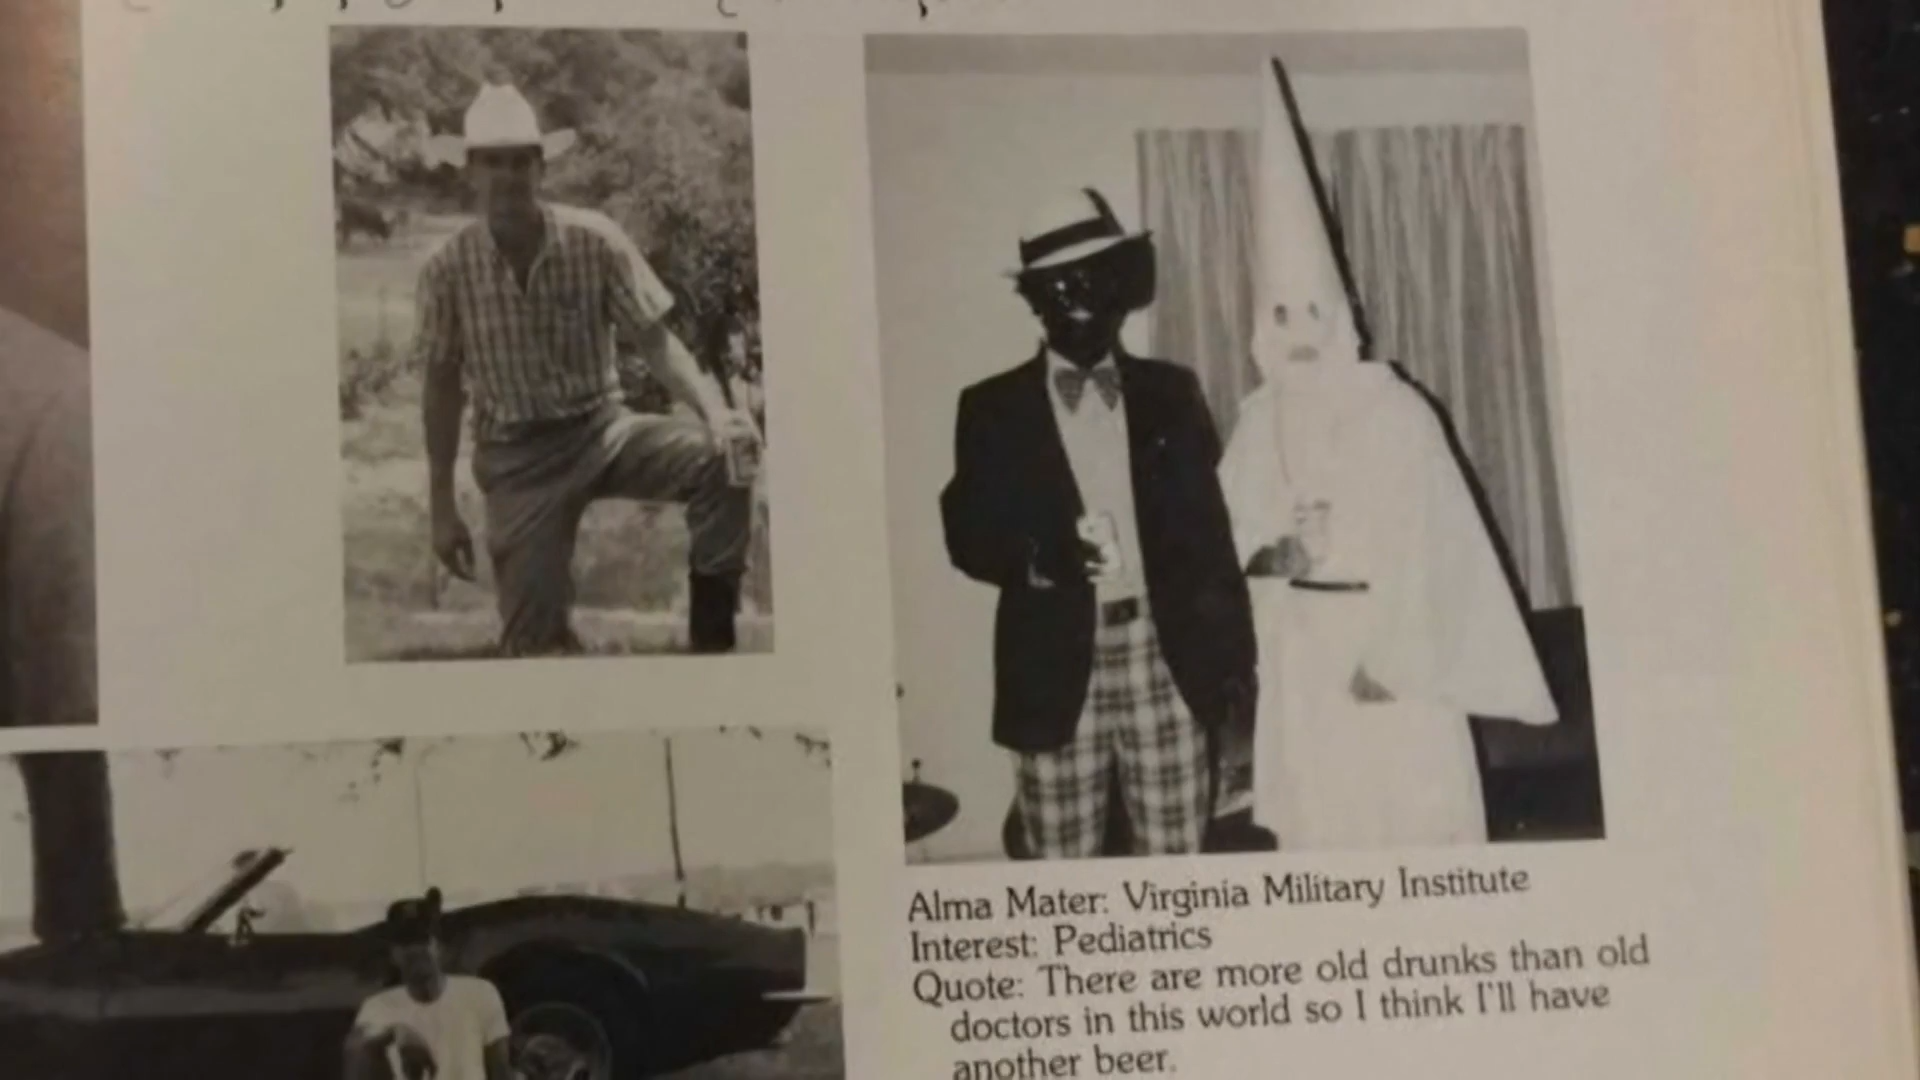 Alma Mater: Virginia Military Institute
Interest: Pediatrics
Quote: There are more old drunks than old
doctors in this world so I think I'll have
another beer.